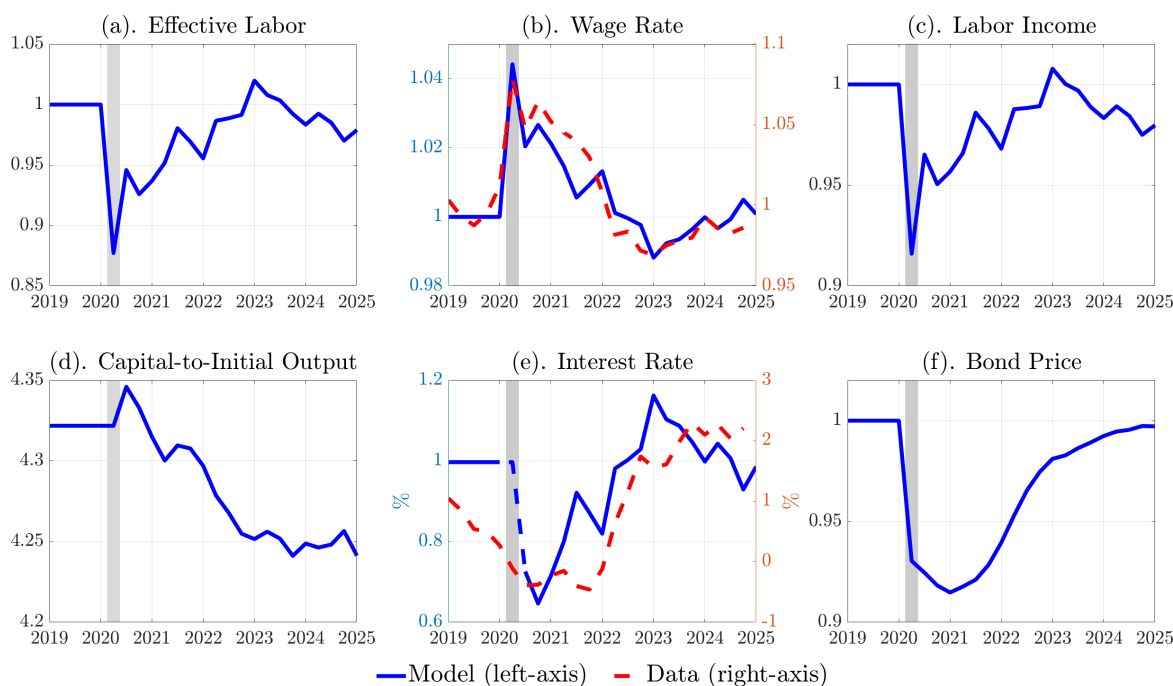 (a). Effective Labor
1.05
1
0.95
0.9
0.85
2019 2020 2021 2022 2023 2024 2025
(b). Wage Rate
1.04
1.02
1
0.98
1.1
1.05
1
0.95
2019 2020 2021 2022 2023 2024 2025
(c). Labor Income
1
0.95
0.9
2019 2020 2021 2022 2023 2024 2025
(d). Capital-to-Initial Output
4.35
4.3
4.25
4.2
2019 2020 2021 2022 2023 2024 2025
(e). Interest Rate
1.2
1
0.8
0.6
%
3
2
1
0
-1
%
2019 2020 2021 2022 2023 2024 2025
(f). Bond Price
1
0.95
0.9
2019 2020 2021 2022 2023 2024 2025
Model (left-axis) Data (right-axis)